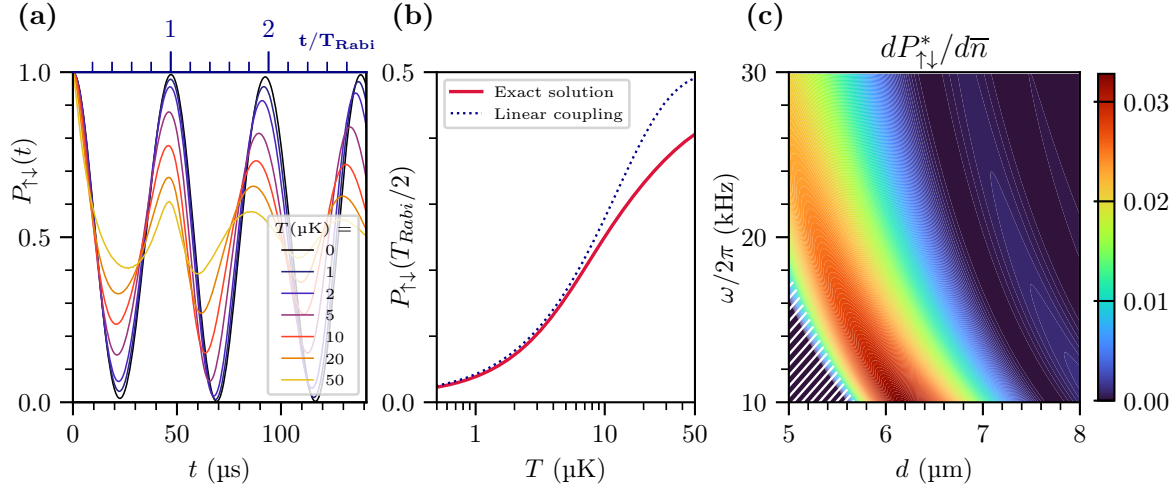 (a)
1
2
t/T_Rabi
1.0
0.5
0.0
P↑↓(t)
0
50
100
t (µs)
T(µK) =
0
1
2
5
10
20
50
(b)
0.5
0.0
P↑↓(T_Rabi/2)
Exact solution
Linear coupling
1
10
50
T (µK)
(c)
dP*↑↓/dn̅
30
20
10
ω/2π (kHz)
5
6
7
8
d (µm)
0.03
0.02
0.01
0.00